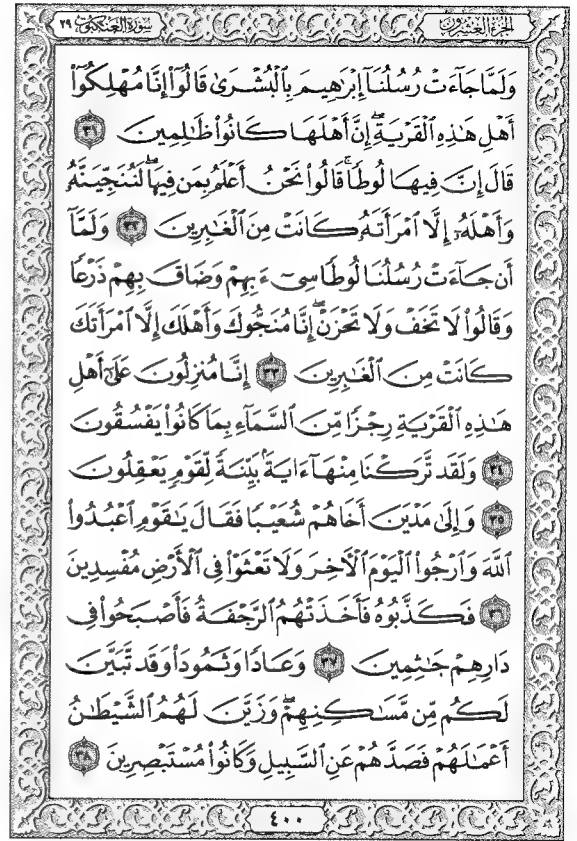 سورة العنكبوت ٢٩
الجزء العشرون
وَلَمَّا جَآءَتْ رُسُلُنَآ إِبْرَٰهِيمَ بِٱلْبُشْرَىٰ قَالُوٓا۟ إِنَّا مُهْلِكُوٓا۟
أَهْلِ هَٰذِهِ ٱلْقَرْيَةِۖ إِنَّ أَهْلَهَا كَانُوا۟ ظَٰلِمِينَ ٣١
قَالَ إِنَّ فِيهَا لُوطًاۚ قَالُوا۟ نَحْنُ أَعْلَمُ بِمَن فِيهَاۖ لَنُنَجِّيَنَّهُۥ
وَأَهْلَهُۥٓ إِلَّا ٱمْرَأَتَهُۥ كَانَتْ مِنَ ٱلْغَٰبِرِينَ ٣٢ وَلَمَّآ
أَن جَآءَتْ رُسُلُنَا لُوطًا سِىٓءَ بِهِمْ وَضَاقَ بِهِمْ ذَرْعًا
وَقَالُوا۟ لَا تَخَفْ وَلَا تَحْزَنْۖ إِنَّا مُنَجُّوكَ وَأَهْلَكَ إِلَّا ٱمْرَأَتَكَ
كَانَتْ مِنَ ٱلْغَٰبِرِينَ ٣٣ إِنَّا مُنزِلُونَ عَلَىٰٓ أَهْلِ
هَٰذِهِ ٱلْقَرْيَةِ رِجْزًا مِّنَ ٱلسَّمَآءِ بِمَا كَانُوا۟ يَفْسُقُونَ
٣٤ وَلَقَد تَّرَكْنَا مِنْهَآ ءَايَةًۢ بَيِّنَةً لِّقَوْمٍ يَعْقِلُونَ
٣٥ وَإِلَىٰ مَدْيَنَ أَخَاهُمْ شُعَيْبًا فَقَالَ يَٰقَوْمِ ٱعْبُدُوا۟
ٱللَّهَ وَٱرْجُوا۟ ٱلْيَوْمَ ٱلْءَاخِرَ وَلَا تَعْثَوْا۟ فِى ٱلْأَرْضِ مُفْسِدِينَ
٣٦ فَكَذَّبُوهُ فَأَخَذَتْهُمُ ٱلرَّجْفَةُ فَأَصْبَحُوا۟ فِى
دَارِهِمْ جَٰثِمِينَ ٣٧ وَعَادًا وَثَمُودَا۟ وَقَد تَّبَيَّنَ
لَكُم مِّن مَّسَٰكِنِهِمْۖ وَزَيَّنَ لَهُمُ ٱلشَّيْطَٰنُ
أَعْمَٰلَهُمْ فَصَدَّهُمْ عَنِ ٱلسَّبِيلِ وَكَانُوا۟ مُسْتَبْصِرِينَ ٣٨
٤٠٠